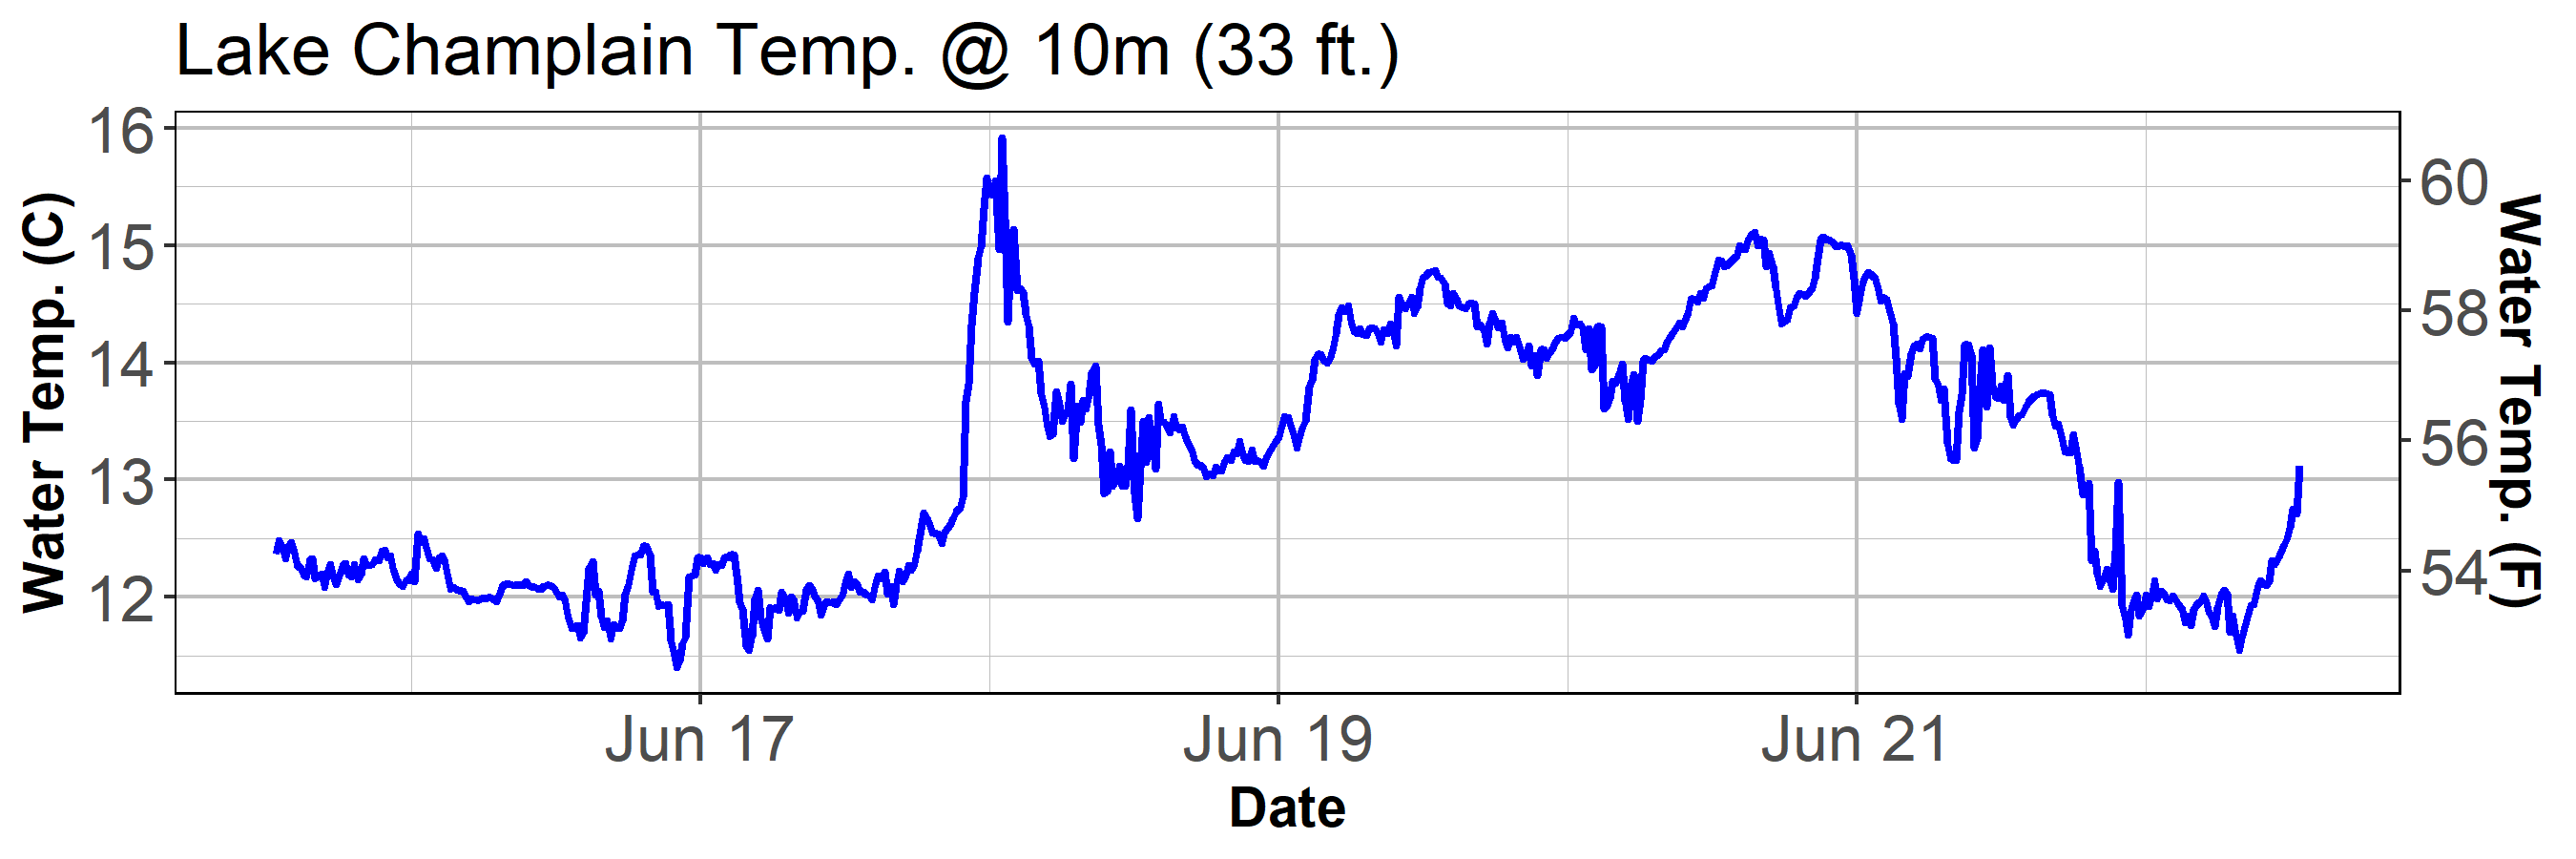 Lake Champlain Temp. @ 10m (33 ft.)
Water Temp. (C)
16
15
14
13
12
60
58
56
54
Water Temp. (F)
Jun 17
Jun 19
Jun 21
Date